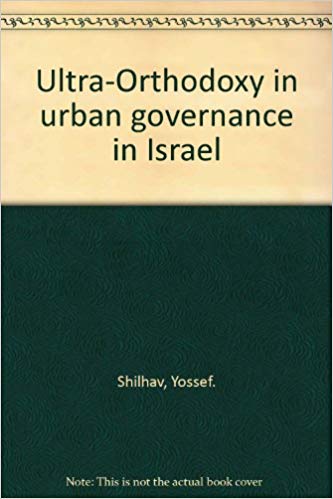 Ultra-Orthodoxy in
urban governance
in Israel
Shilhav, Yossef.
Note: This is not the actual book cover